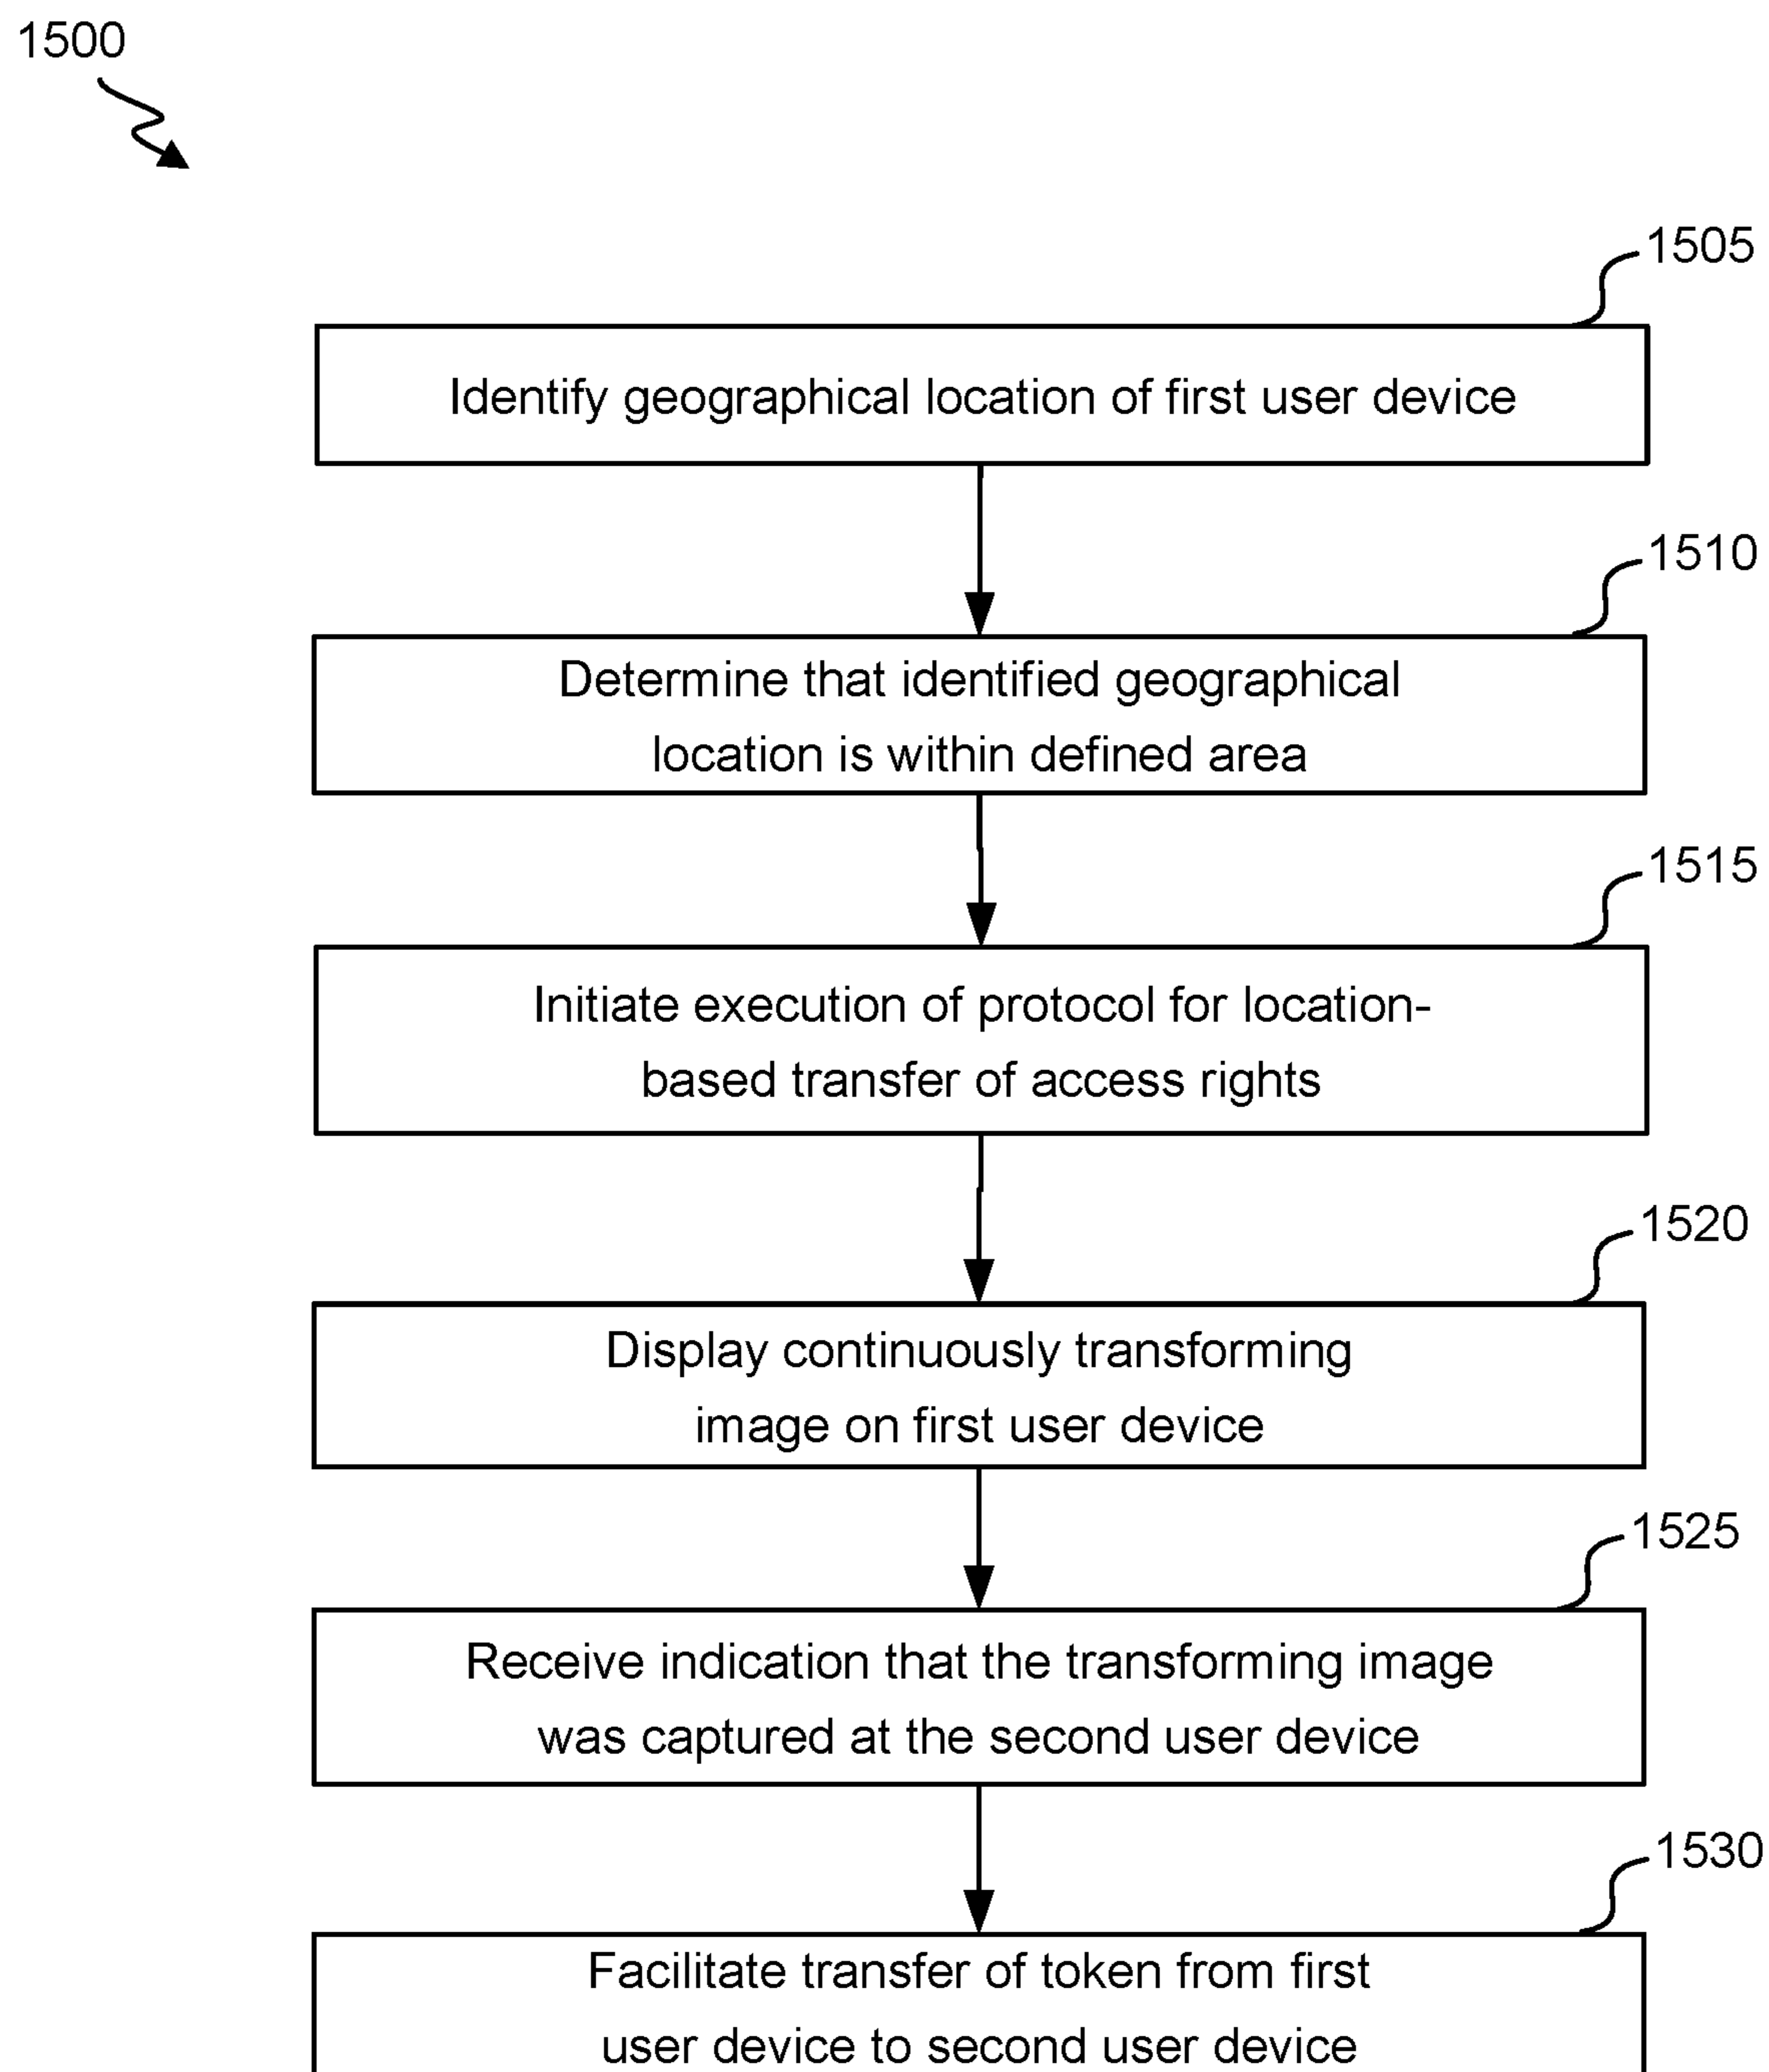 1500
1505
Identify geographical location of first user device
1510
Determine that identified geographical
location is within defined area
1515
Initiate execution of protocol for location-
based transfer of access rights
1520
Display continuously transforming
image on first user device
1525
Receive indication that the transforming image
was captured at the second user device
1530
Facilitate transfer of token from first
user device to second user device